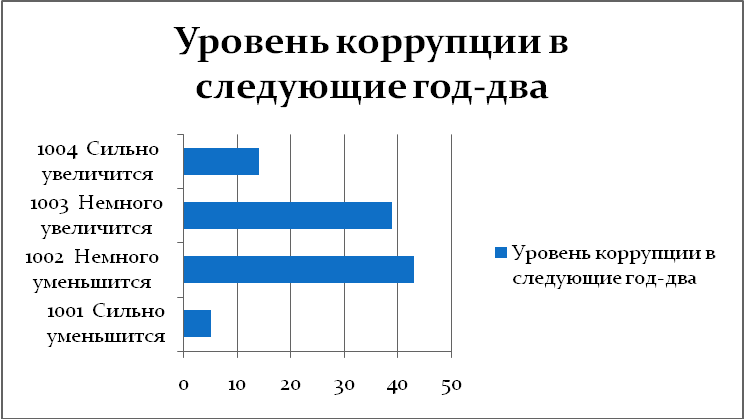 Уровень коррупции в
следующие год-два
1004 Сильно
увеличится
1003 Немного
увеличится
1002 Немного
уменьшится
1001 Сильно
уменьшится
0 10 20 30 40 50
Уровень коррупции в
следующие год-два